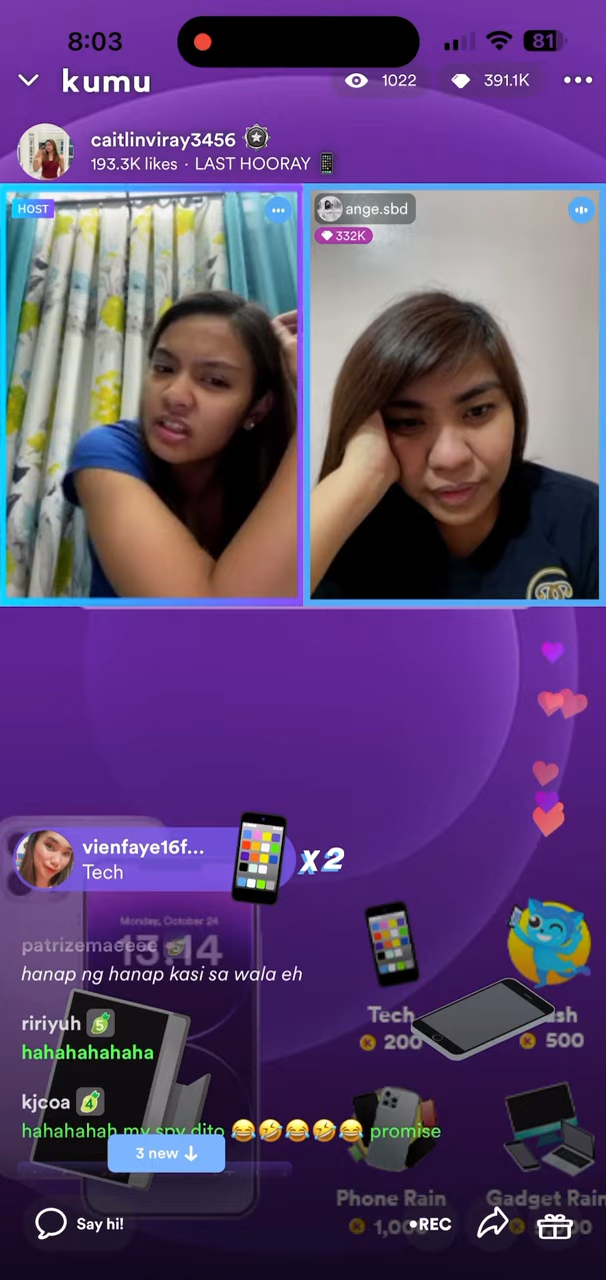 8:03
81
kumu
1022
391.1K
caitlinviray3456
193.3K likes · LAST HOORAY 📱
HOST
ange.sbd
332K
vienfaye16f...
Tech
X2
Monday, October 24
13:14
patrizemaeeee
hanap ng hanap kasi sa wala eh
Tech
200
500
ririyuh 5
hahahahahaha
kjcoa 4
hahahahah my spy dito 😂🤣😂🤣😂 promise
3 new ↓
Phone Rain
Gadget Rain
Say hi!
•REC